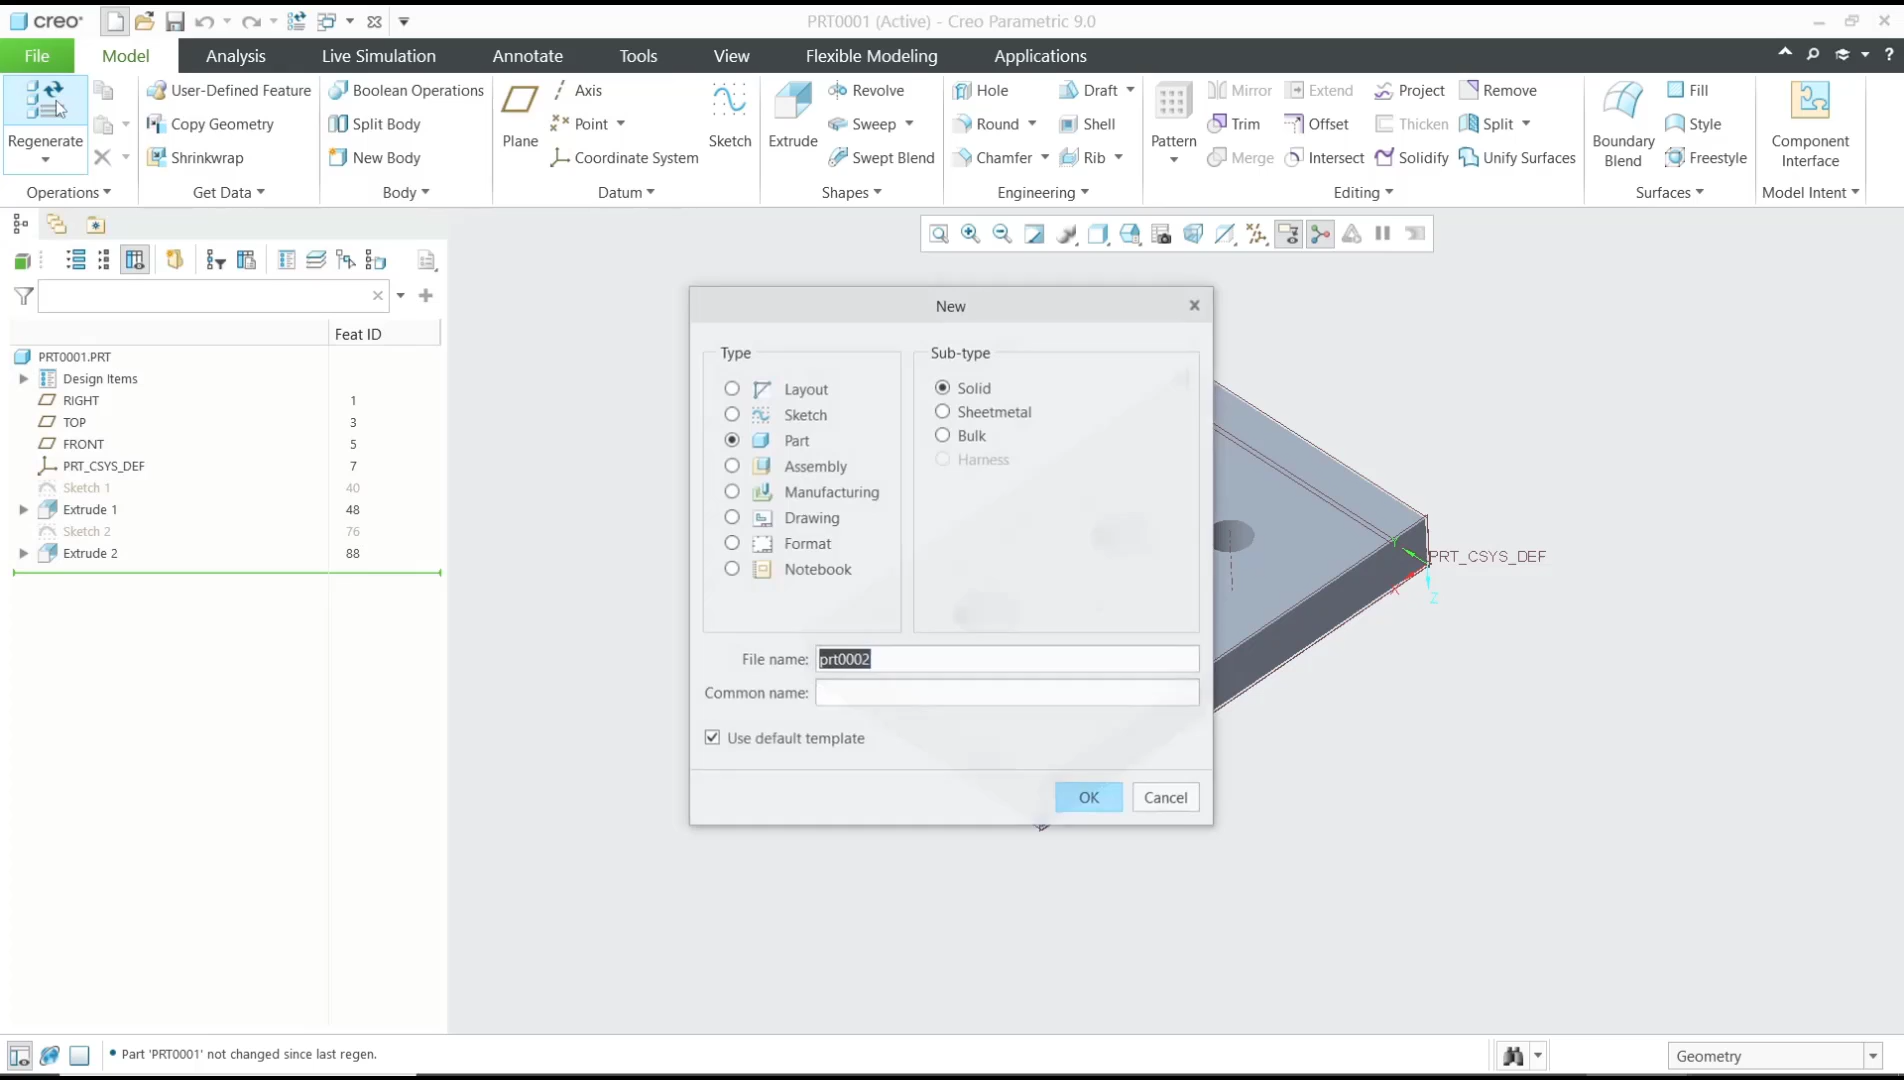 creo
PRT0001 (Active) - Creo Parametric 9.0
File Model Analysis Live Simulation Annotate Tools View Flexible Modeling Applications
?
Regenerate
User-Defined Feature
Copy Geometry
Shrinkwrap
Boolean Operations
Split Body
New Body
Plane
Axis
Point
Coordinate System
Sketch
Extrude
Revolve
Sweep
Swept Blend
Hole
Round
Chamfer
Draft
Shell
Rib
Pattern
Mirror
Trim
Merge
Extend
Offset
Intersect
Project
Thicken
Solidify
Remove
Split
Unify Surfaces
Boundary
Blend
Fill
Style
Freestyle
Component
Interface
Operations Get Data Body Datum Shapes Engineering Editing Surfaces Model Intent
Feat ID
PRT0001.PRT
Design Items
RIGHT 1
TOP 3
FRONT 5
PRT_CSYS_DEF 7
Sketch 1 40
Extrude 1 48
Sketch 2 76
Extrude 2 88
New
Type
Layout
Sketch
Part
Assembly
Manufacturing
Drawing
Format
Notebook
Sub-type
Solid
Sheetmetal
Bulk
Harness
File name: prt0002
Common name:
Use default template
OK Cancel
Y
PRT_CSYS_DEF
X
Z
• Part 'PRT0001' not changed since last regen.
Geometry